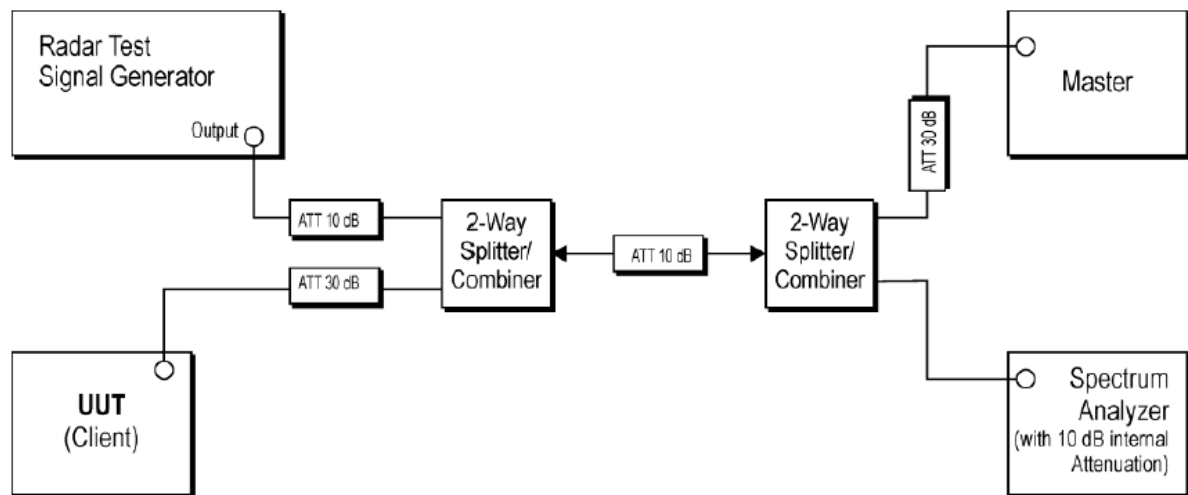 Radar Test
Signal Generator
Output
ATT 10 dB
ATT 30 dB
UUT
(Client)
2-Way
Splitter/
Combiner
ATT 10 dB
2-Way
Splitter/
Combiner
ATT 30 dB
Master
Spectrum
Analyzer
(with 10 dB internal
Attenuation)